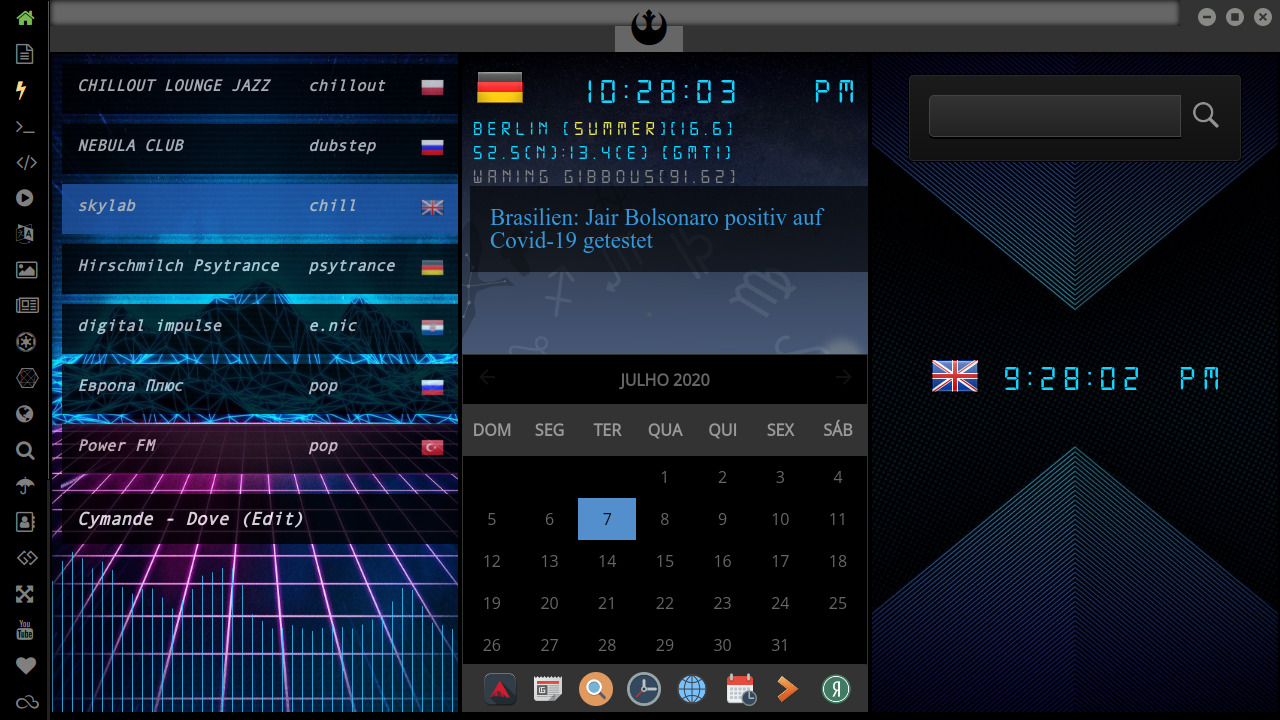 CHILLOUT LOUNGE JAZZ chillout
NEBULA CLUB dubstep
skylab chill
Hirschmilch Psytrance psytrance
digital impulse e.nic
Европа Плюс pop
Power FM pop
Cymande - Dove (Edit)
10:28:03 PM
BERLIN (SUMMER)(16.6)
52.5(N):13.4(E) (GMT1)
WANING GIBBOUS(91.62)
Brasilien: Jair Bolsonaro positiv auf
Covid-19 getestet
JULHO 2020
DOM SEG TER QUA QUI SEX SÁB
1 2 3 4
5 6 7 8 9 10 11
12 13 14 15 16 17 18
19 20 21 22 23 24 25
26 27 28 29 30 31
9:28:02 PM
You
Tube
Я